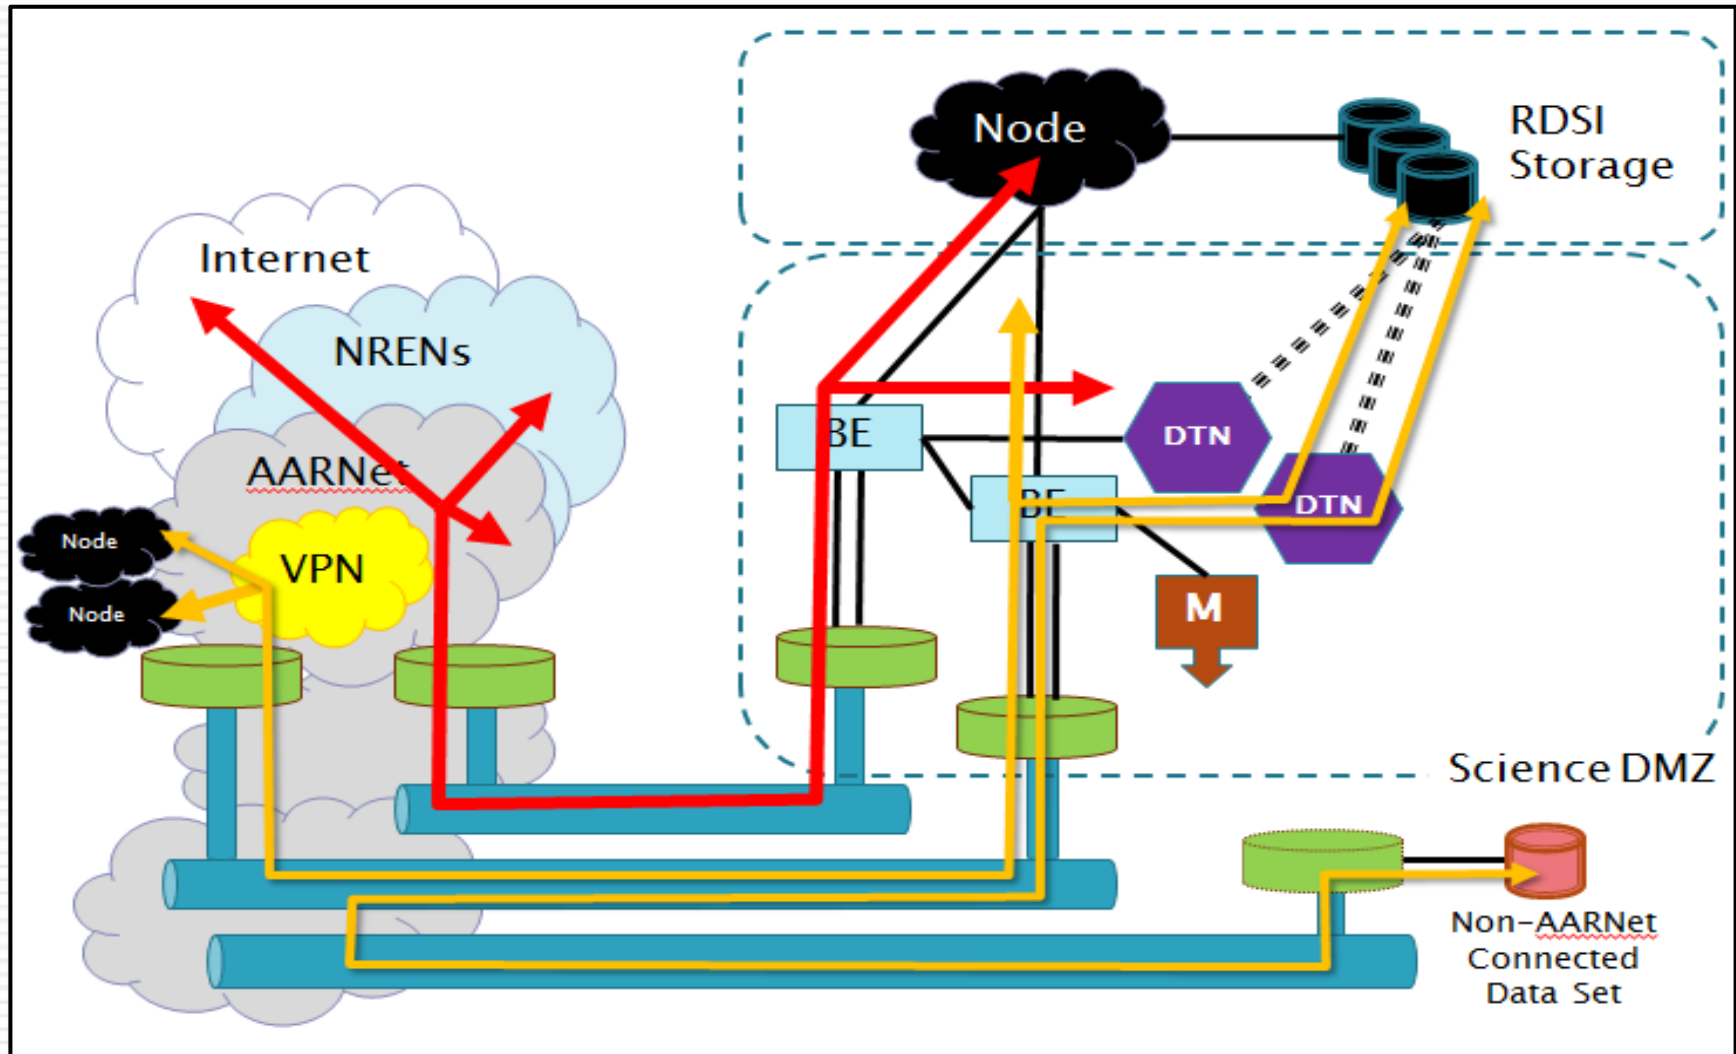 Node
RDSI
Storage
Internet
NRENs
AARNet
VPN
Node
Node
BE
BE
DTN
DTN
M
Science DMZ
Non-AARNet
Connected
Data Set